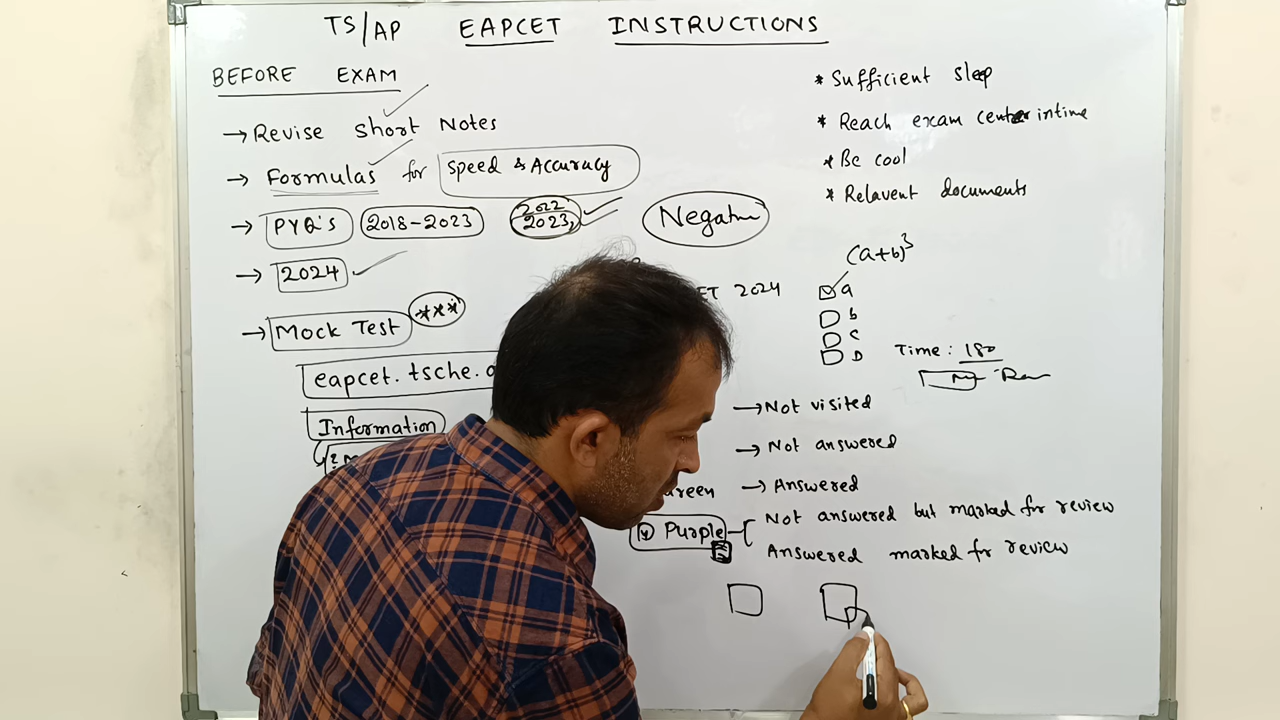 TS/AP EAPCET INSTRUCTIONS
BEFORE EXAM
→ Revise short Notes
→ Formulas for Speed & Accuracy
→ PYQ's 2018-2023 2022 2023, Negative
→ 2024
→ Mock Test ***
eapcet.tsche.
Information
* Sufficient sleep
* Reach exam center intime
* Be cool
* Relavent documents
(a+b)³
ET 2024
a
b
c
D
Time: 180
→ Not visited
→ Not answered
reen → Answered
Purple
Not answered but marked for review
Answered marked for review